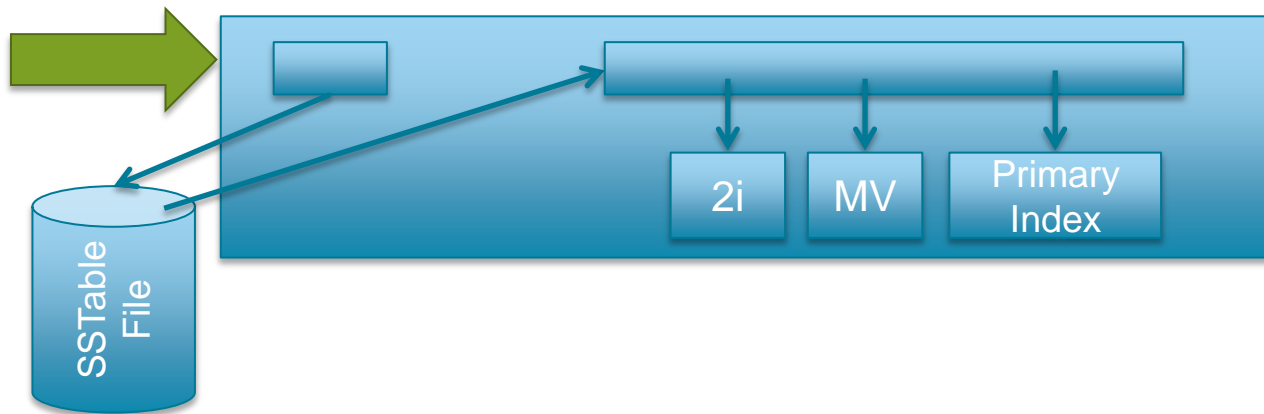 2i
MV
Primary
Index
SSTable
File